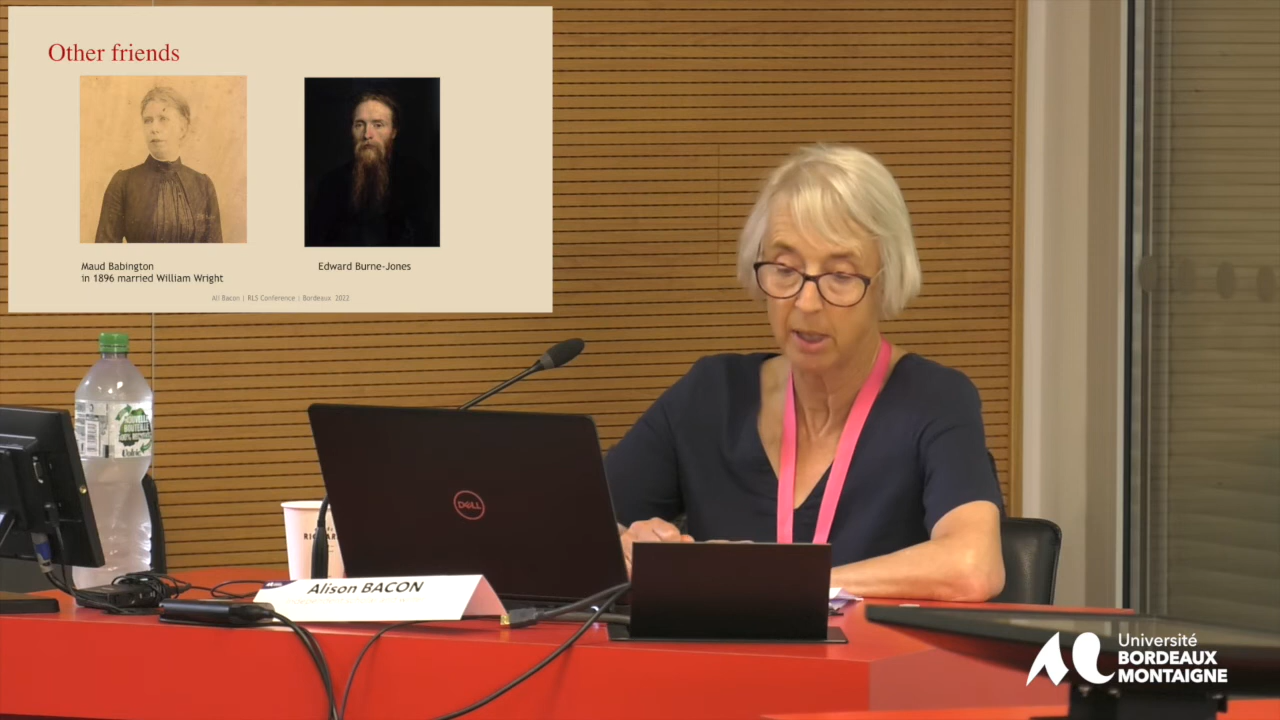 Other friends
Maud Babington
in 1896 married William Wright
Edward Burne-Jones
Ali Bacon | RLS Conference | Bordeaux 2022
DELL
Alison BACON
Université
BORDEAUX
MONTAIGNE